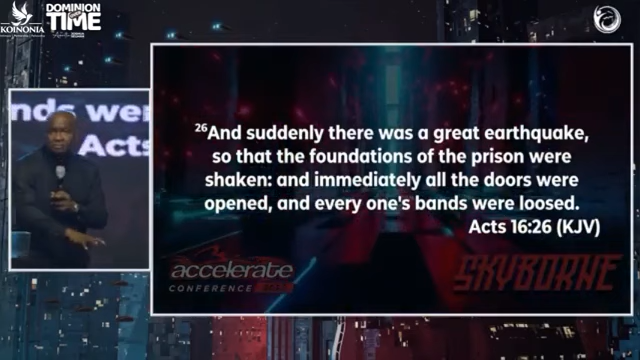 KOINONIA
DOMINION
OVER
TIME
nds wer
Acts
26And suddenly there was a great earthquake,
so that the foundations of the prison were
shaken: and immediately all the doors were
opened, and every one's bands were loosed.
Acts 16:26 (KJV)
accelerate
CONFERENCE
SKYBORNE